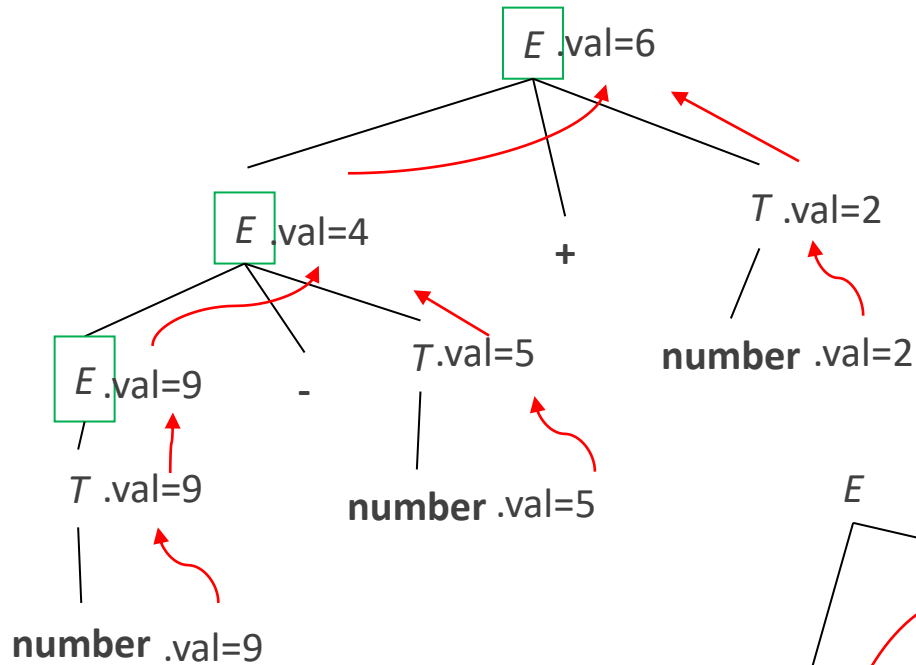 E .val=6
E .val=4
+
T .val=2
E .val=9
-
T .val=5
number .val=2
T .val=9
number .val=5
E
number .val=9